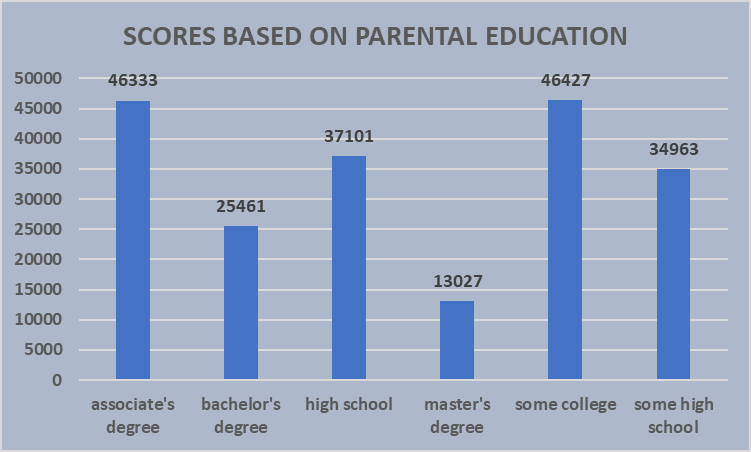 SCORES BASED ON PARENTAL EDUCATION
50000
45000
40000
35000
30000
25000
20000
15000
10000
5000
0
46333
25461
37101
13027
46427
34963
associate's
degree
bachelor's
degree
high school
master's
degree
some college
some high
school